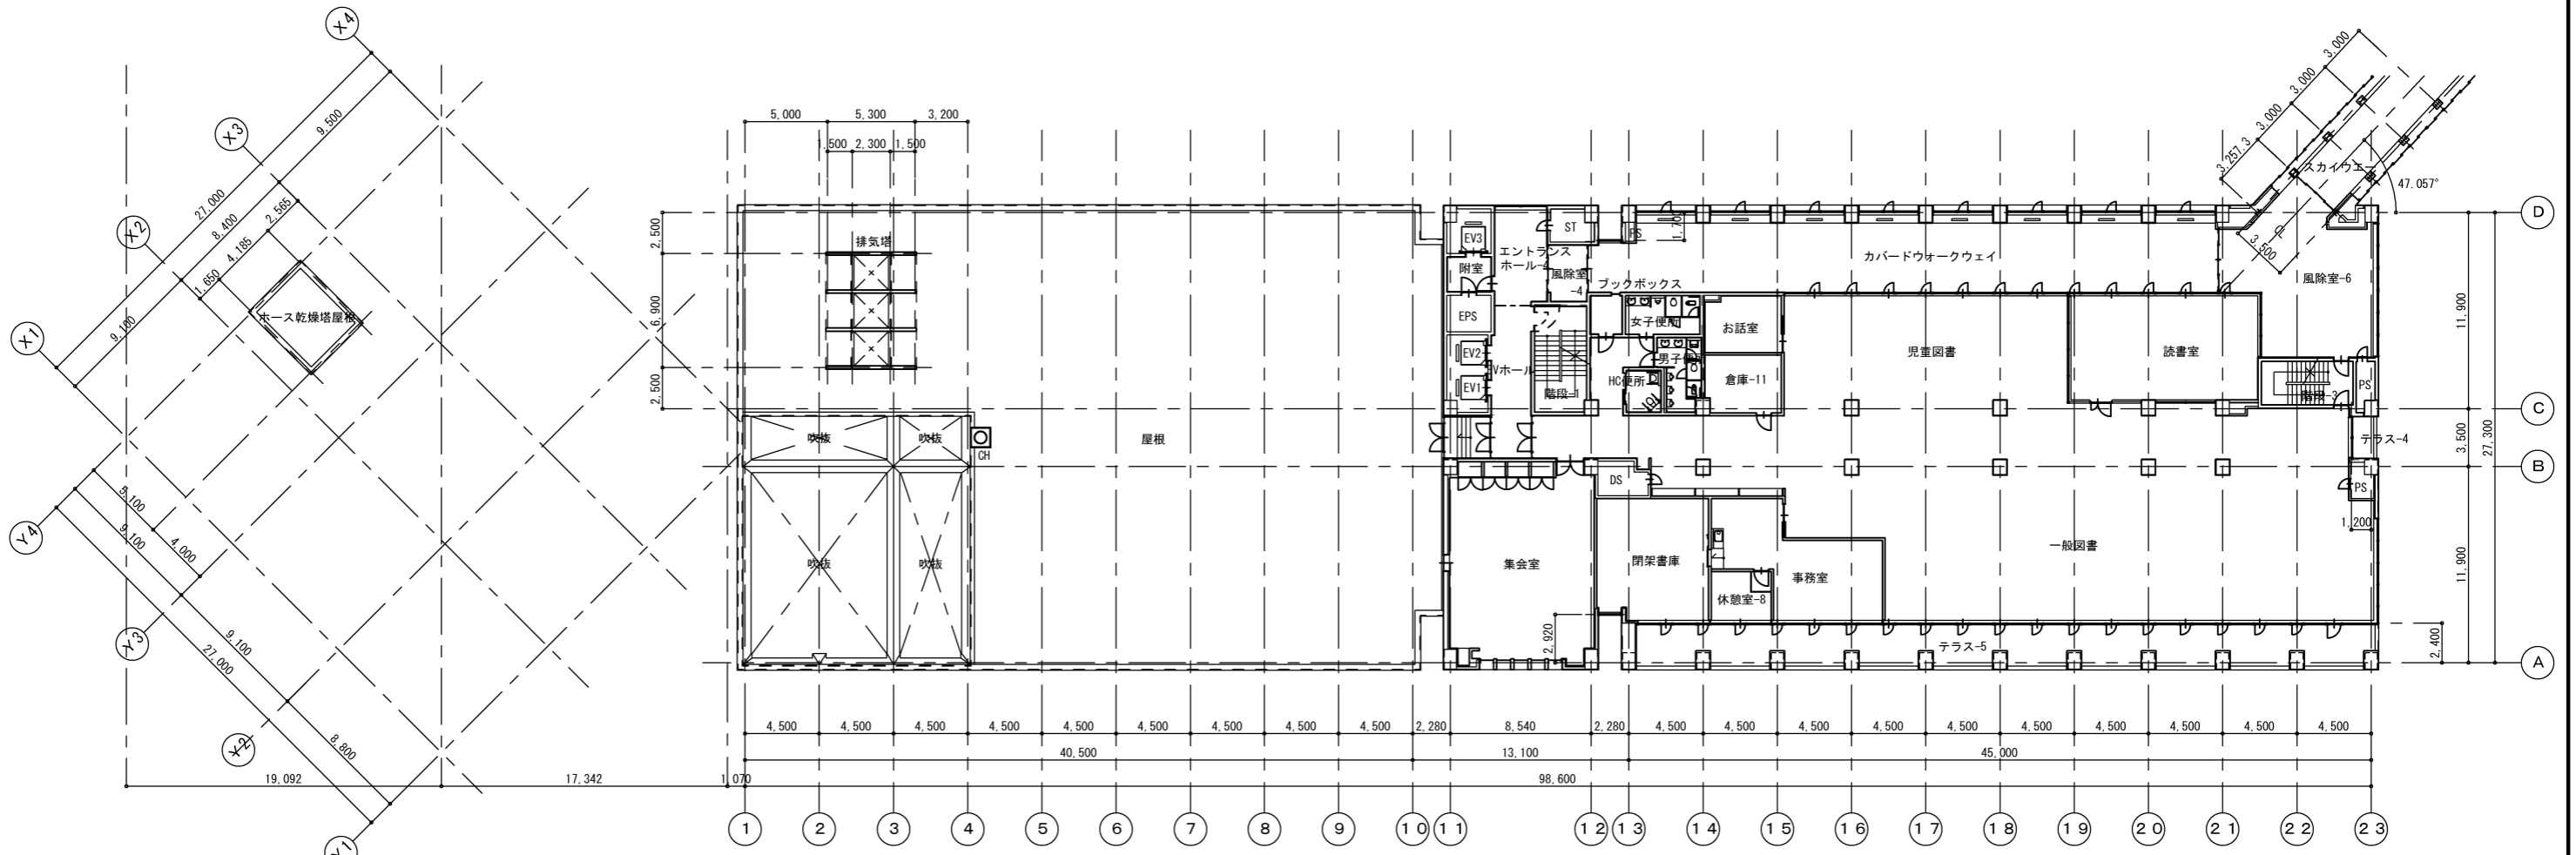 X4
X3
X2
X1
9,500
27,000
8,400
2,565
4,185
1,650
9,100
ホース乾燥塔屋根
Y4
Y3
Y2
Y1
5,100
9,100
4,000
9,100
27,000
8,800
19,092
17,342
1,070
5,000
5,300
3,200
1,500
2,300
1,500
排気塔
2,500
6,900
2,500
吹抜
吹抜
吹抜
吹抜
CH
屋根
EV3
ST
PS
1,700
エントランス
ホール-4
附室
風除室
-4
ブックボックス
カバードウォークウェイ
風除室-6
スカイウエー
3,000
3,000
3,000
3,257.3
3,500
47.057°
EPS
女子便所
お話室
児童図書
読書室
EV2
Vホール
男子便所
EV1
階段-1
HC便所
倉庫-11
階段-3
PS
テラス-4
DS
PS
1,200
集会室
閉架書庫
事務室
休憩室-8
一般図書
2,920
テラス-5
2,400
D
C
B
A
11,900
3,500
27,300
11,900
4,500
4,500
4,500
4,500
4,500
4,500
4,500
4,500
4,500
2,280
8,540
2,280
4,500
4,500
4,500
4,500
4,500
4,500
4,500
4,500
4,500
4,500
40,500
13,100
45,000
98,600
1
2
3
4
5
6
7
8
9
10
11
12
13
14
15
16
17
18
19
20
21
22
23